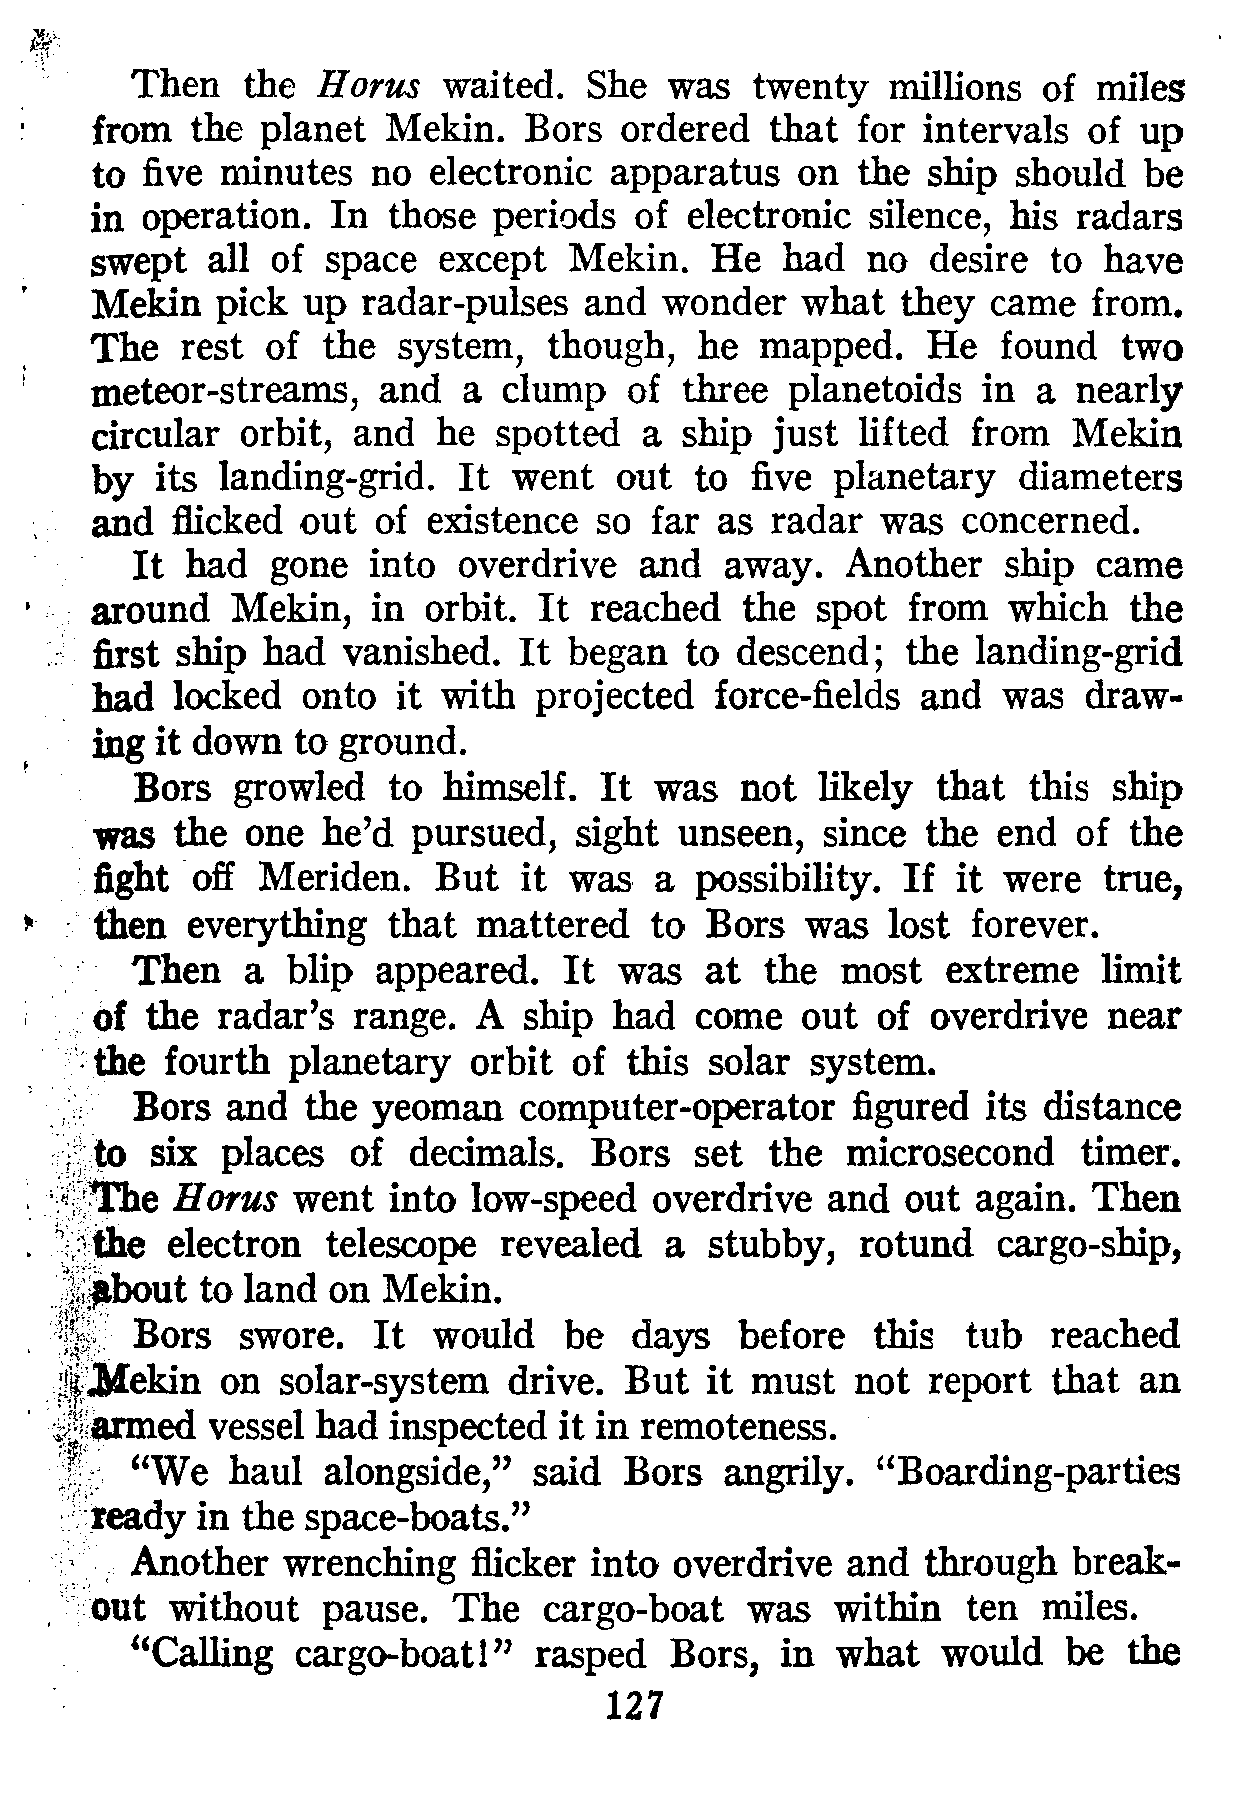 Then the Horus waited. She was twenty millions of miles
from the planet Mekin. Bors ordered that for intervals of up
to five minutes no electronic apparatus on the ship should be
in operation. In those periods of electronic silence, his radars
swept all of space except Mekin. He had no desire to have
Mekin pick up radar-pulses and wonder what they came from.
The rest of the system, though, he mapped. He found two
meteor-streams, and a clump of three planetoids in a nearly
circular orbit, and he spotted a ship just lifted from Mekin
by its landing-grid. It went out to five planetary diameters
and flicked out of existence so far as radar was concerned.
It had gone into overdrive and away. Another ship came
around Mekin, in orbit. It reached the spot from which the
first ship had vanished. It began to descend; the landing-grid
had locked onto it with projected force-fields and was draw-
ing it down to ground.
Bors growled to himself. It was not likely that this ship
was the one he'd pursued, sight unseen, since the end of the
fight off Meriden. But it was a possibility. If it were true,
then everything that mattered to Bors was lost forever.
Then a blip appeared. It was at the most extreme limit
of the radar's range. A ship had come out of overdrive near
the fourth planetary orbit of this solar system.
Bors and the yeoman computer-operator figured its distance
to six places of decimals. Bors set the microsecond timer.
The Horus went into low-speed overdrive and out again. Then
the electron telescope revealed a stubby, rotund cargo-ship,
about to land on Mekin.
Bors swore. It would be days before this tub reached
Mekin on solar-system drive. But it must not report that an
armed vessel had inspected it in remoteness.
"We haul alongside," said Bors angrily. "Boarding-parties
ready in the space-boats."
Another wrenching flicker into overdrive and through break-
out without pause. The cargo-boat was within ten miles.
"Calling cargo-boat!" rasped Bors, in what would be the
127